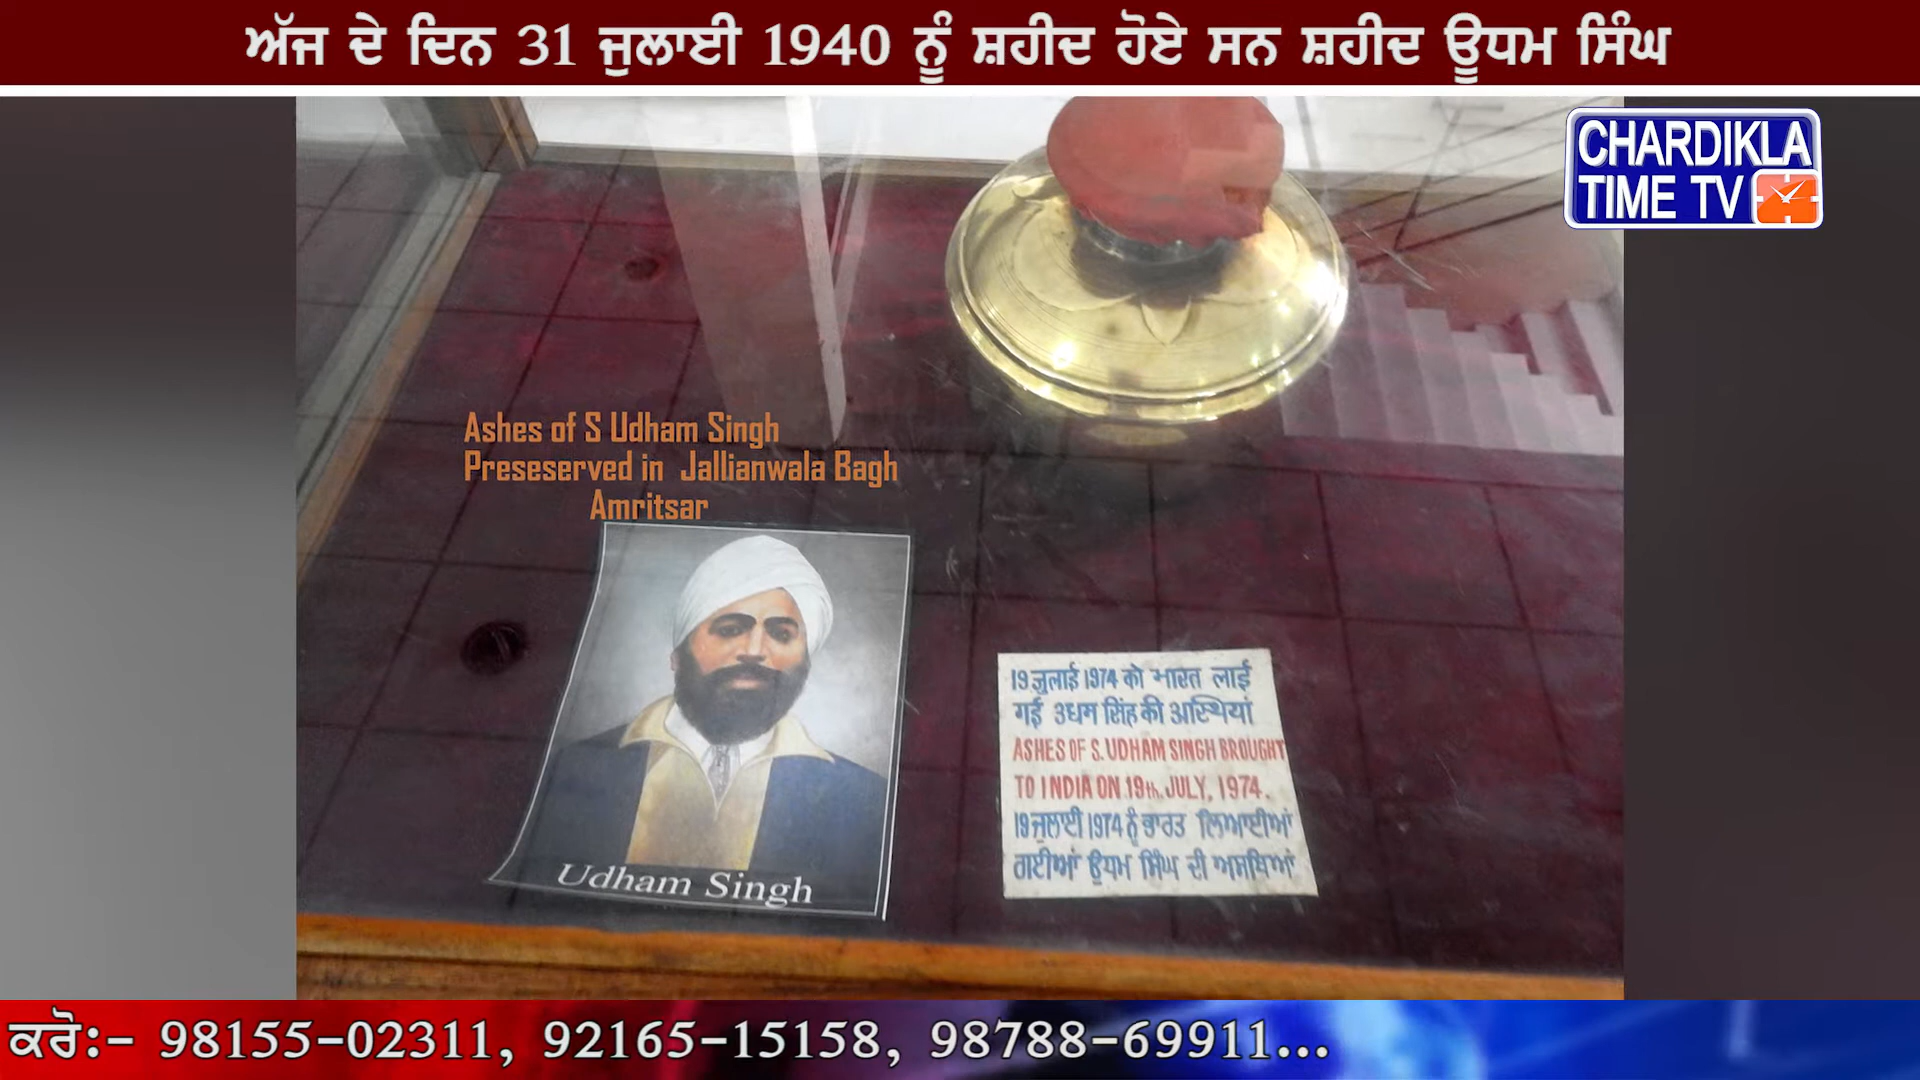 ਅੱਜ ਦੇ ਦਿਨ 31 ਜੁਲਾਈ 1940 ਨੂੰ ਸ਼ਹੀਦ ਹੋਏ ਸਨ ਸ਼ਹੀਦ ਊਧਮ ਸਿੰਘ
CHARDIKLA
TIME TV
Ashes of S Udham Singh
Preseserved in Jallianwala Bagh
Amritsar
Udham Singh
19 जुलाई 1974 को भारत लाई
गई उधम सिंह की अस्थियां
ASHES OF S. UDHAM SINGH BROUGHT
TO INDIA ON 19th. JULY, 1974.
19 ਜੁਲਾਈ 1974 ਨੂੰ ਭਾਰਤ ਲਿਆਈਆਂ
ਗਈਆਂ ਊਧਮ ਸਿੰਘ ਦੀ ਅਸਥਿਆਂ
ਕਰੋ:- 98155-02311, 92165-15158, 98788-69911...